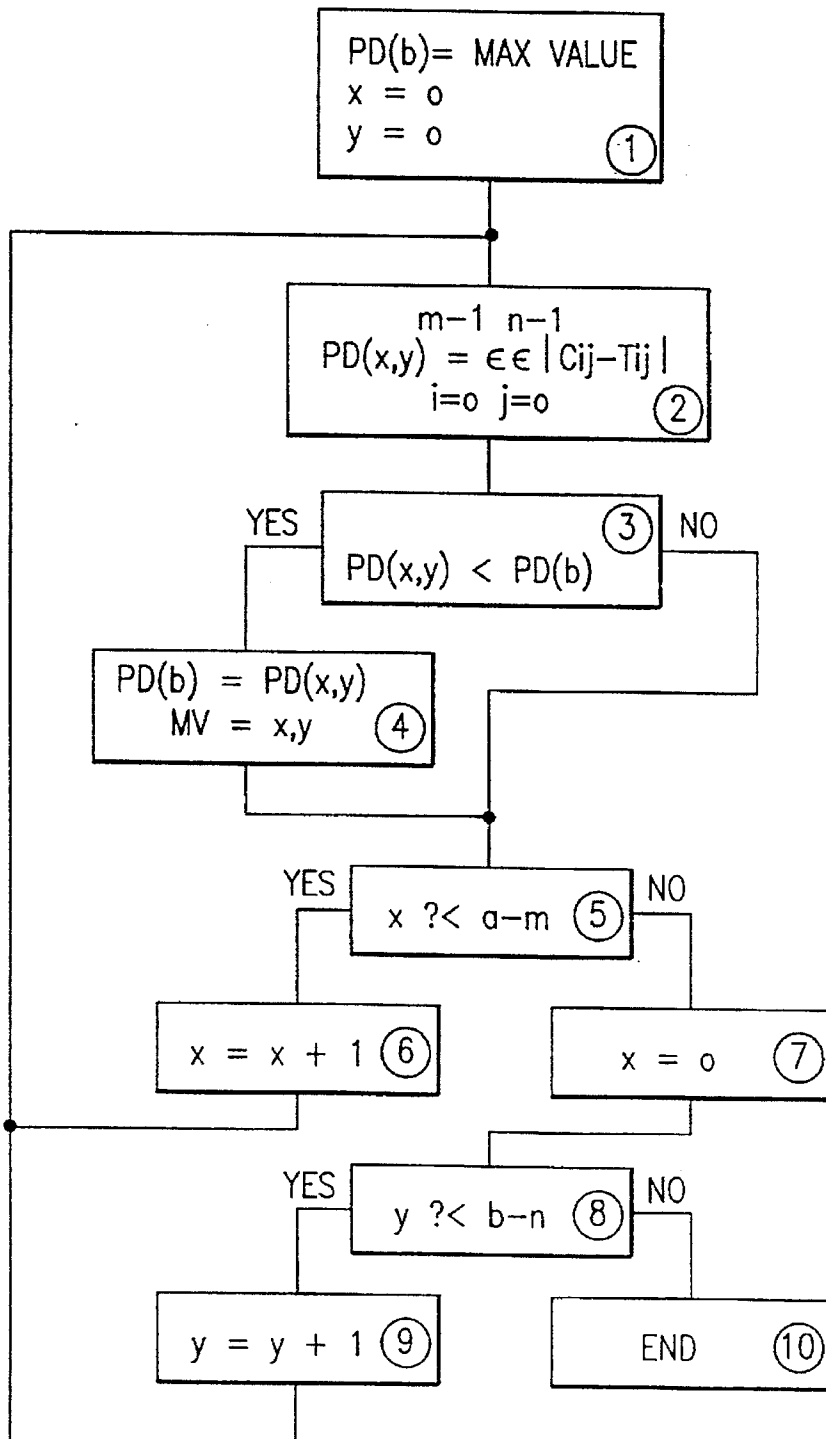 PD(b)= MAX VALUE
x = o
y = o
1
m-1 n-1
PD(x,y) = ϵϵ|Cij-Tij|
i=o j=o
2
YES
3
NO
PD(x,y) < PD(b)
PD(b) = PD(x,y)
MV = x,y
4
YES
x ?< a-m 5
NO
x = x + 1 6
x = o 7
YES
y ?< b-n 8
NO
y = y + 1 9
END 10